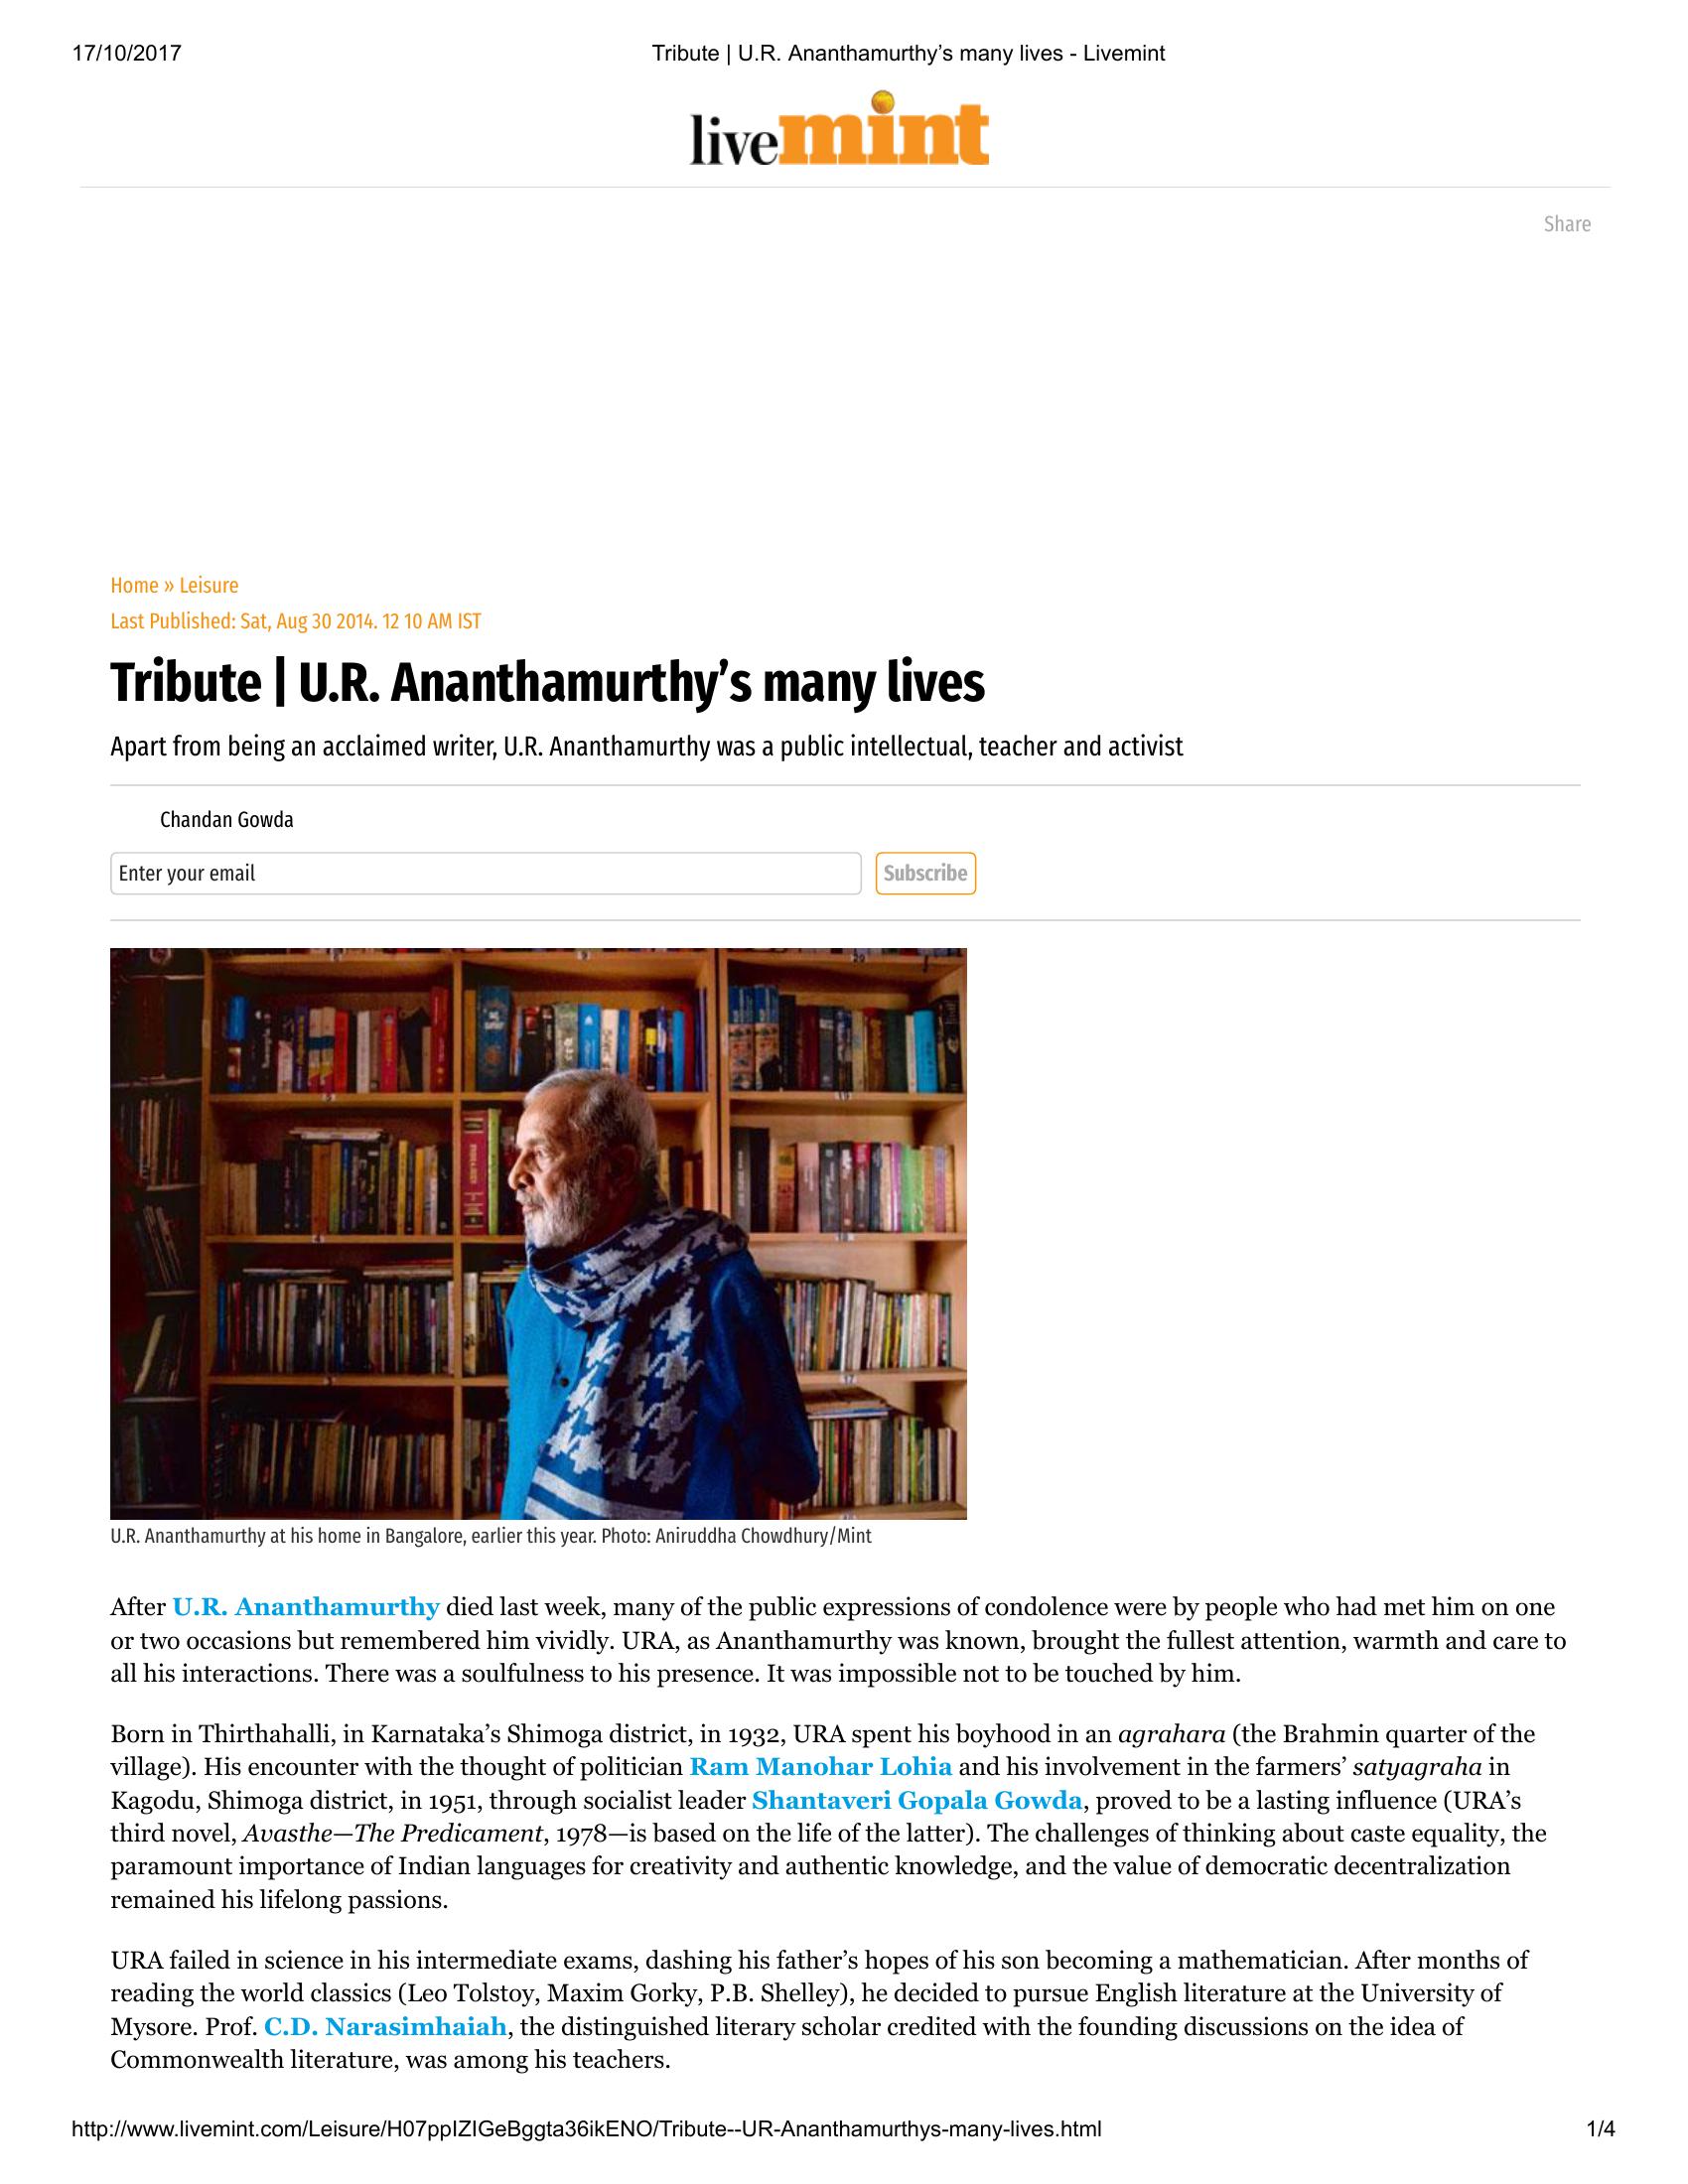 17/10/2017
Tribute | U.R. Ananthamurthy’s many lives - Livemint
livemint
Share
Home » Leisure
Last Published: Sat, Aug 30 2014. 12 10 AM IST
Tribute | U.R. Ananthamurthy’s many lives
Apart from being an acclaimed writer, U.R. Ananthamurthy was a public intellectual, teacher and activist
Chandan Gowda
Enter your email
Subscribe
U.R. Ananthamurthy at his home in Bangalore, earlier this year. Photo: Aniruddha Chowdhury/Mint
After U.R. Ananthamurthy died last week, many of the public expressions of condolence were by people who had met him on one
or two occasions but remembered him vividly. URA, as Ananthamurthy was known, brought the fullest attention, warmth and care to
all his interactions. There was a soulfulness to his presence. It was impossible not to be touched by him.
Born in Thirthahalli, in Karnataka’s Shimoga district, in 1932, URA spent his boyhood in an agrahara (the Brahmin quarter of the
village). His encounter with the thought of politician Ram Manohar Lohia and his involvement in the farmers’ satyagraha in
Kagodu, Shimoga district, in 1951, through socialist leader Shantaveri Gopala Gowda, proved to be a lasting influence (URA’s
third novel, Avasthe—The Predicament, 1978—is based on the life of the latter). The challenges of thinking about caste equality, the
paramount importance of Indian languages for creativity and authentic knowledge, and the value of democratic decentralization
remained his lifelong passions.
URA failed in science in his intermediate exams, dashing his father’s hopes of his son becoming a mathematician. After months of
reading the world classics (Leo Tolstoy, Maxim Gorky, P.B. Shelley), he decided to pursue English literature at the University of
Mysore. Prof. C.D. Narasimhaiah, the distinguished literary scholar credited with the founding discussions on the idea of
Commonwealth literature, was among his teachers.
http://www.livemint.com/Leisure/H07ppIZIGeBggta36ikENO/Tribute--UR-Ananthamurthys-many-lives.html
1/4